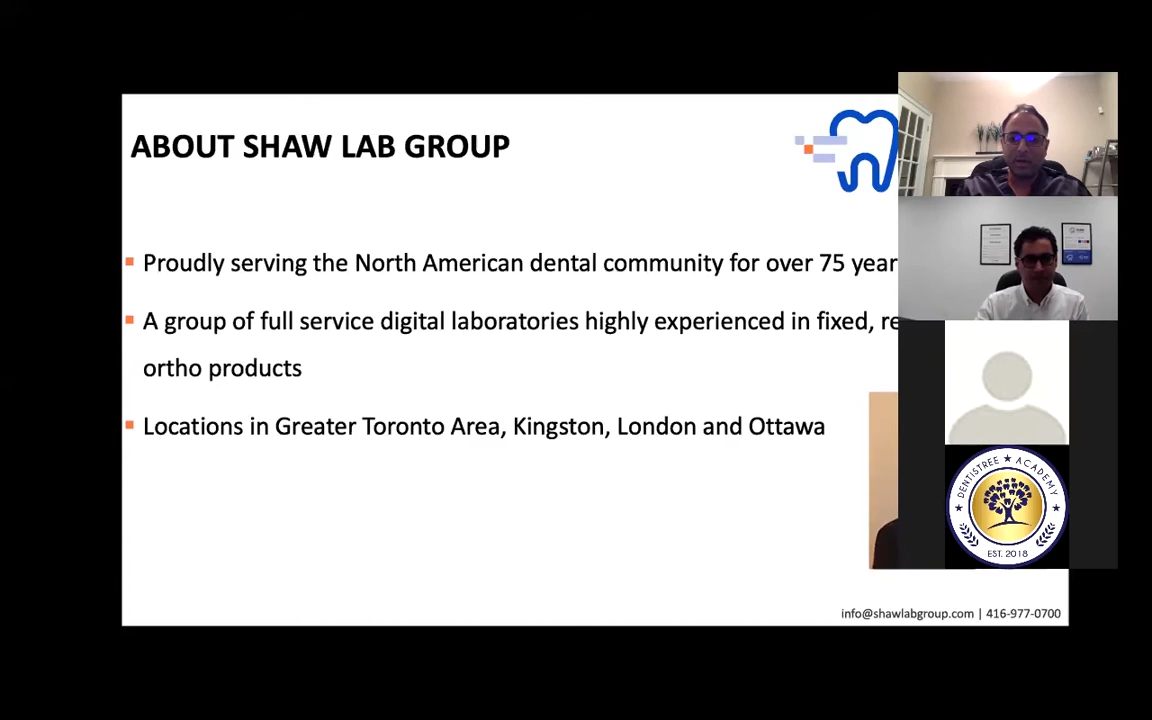 ABOUT SHAW LAB GROUP
Proudly serving the North American dental community for over 75 year
A group of full service digital laboratories highly experienced in fixed, re
ortho products
Locations in Greater Toronto Area, Kingston, London and Ottawa
DENTISTREE ★ ACADEMY
EST. 2018
info@shawlabgroup.com | 416-977-0700